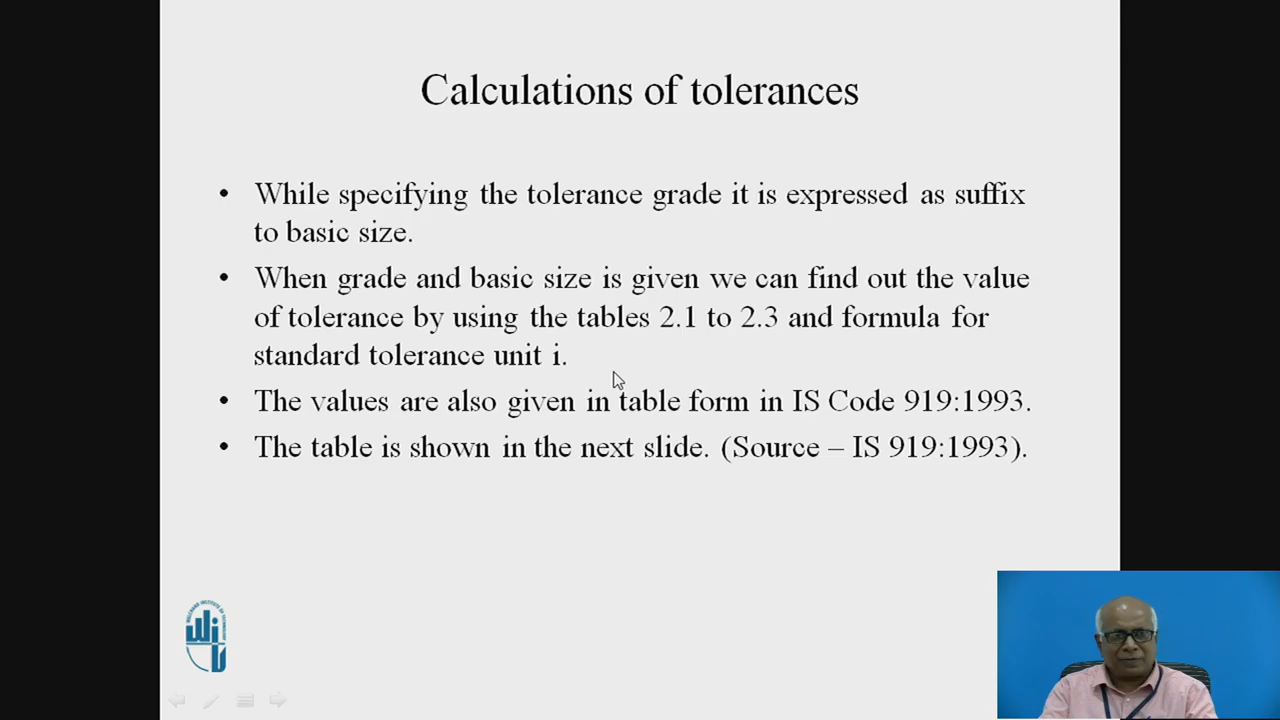 Calculations of tolerances
• While specifying the tolerance grade it is expressed as suffix
to basic size.
• When grade and basic size is given we can find out the value
of tolerance by using the tables 2.1 to 2.3 and formula for
standard tolerance unit i.
• The values are also given in table form in IS Code 919:1993.
• The table is shown in the next slide. (Source – IS 919:1993).